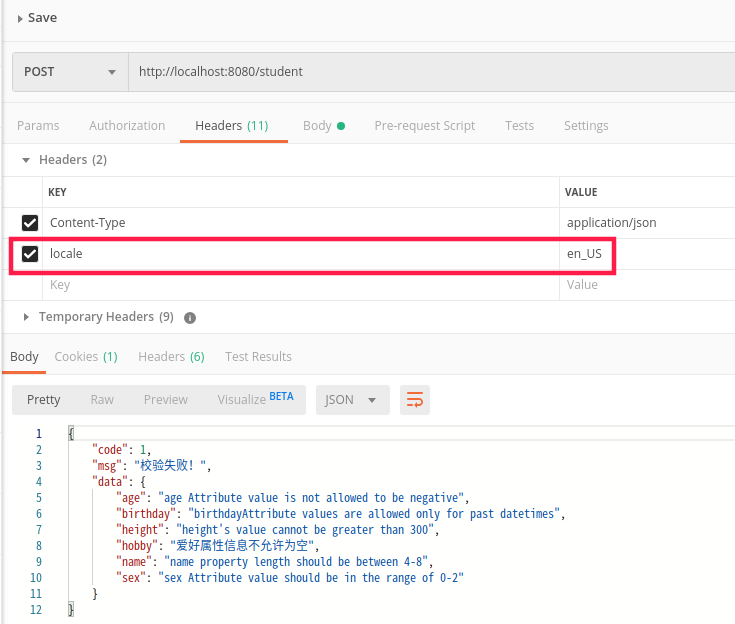 Save
POST http://localhost:8080/student
Params Authorization Headers (11) Body Pre-request Script Tests Settings
Headers (2)
KEY VALUE
Content-Type application/json
locale en_US
Key Value
Temporary Headers (9)
Body Cookies (1) Headers (6) Test Results
Pretty Raw Preview Visualize BETA JSON
1 {
2 "code": 1,
3 "msg": "校验失败！",
4 "data": {
5 "age": "age Attribute value is not allowed to be negative",
6 "birthday": "birthdayAttribute values are allowed only for past datetimes",
7 "height": "height's value cannot be greater than 300",
8 "hobby": "爱好属性信息不允许为空",
9 "name": "name property length should be between 4-8",
10 "sex": "sex Attribute value should be in the range of 0-2"
11 }
12 }